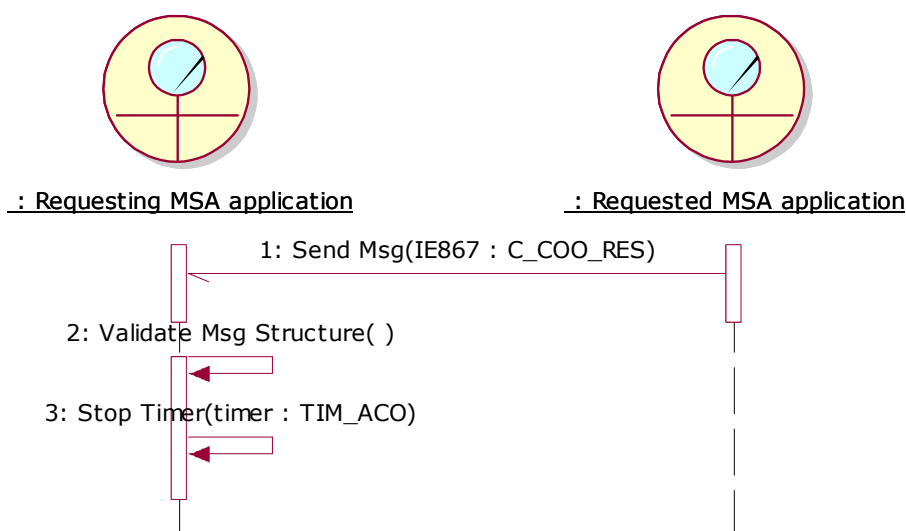 : Requesting MSA application
: Requested MSA application
1: Send Msg(IE867 : C_COO_RES)
2: Validate Msg Structure( )
3: Stop Timer(timer : TIM_ACO)